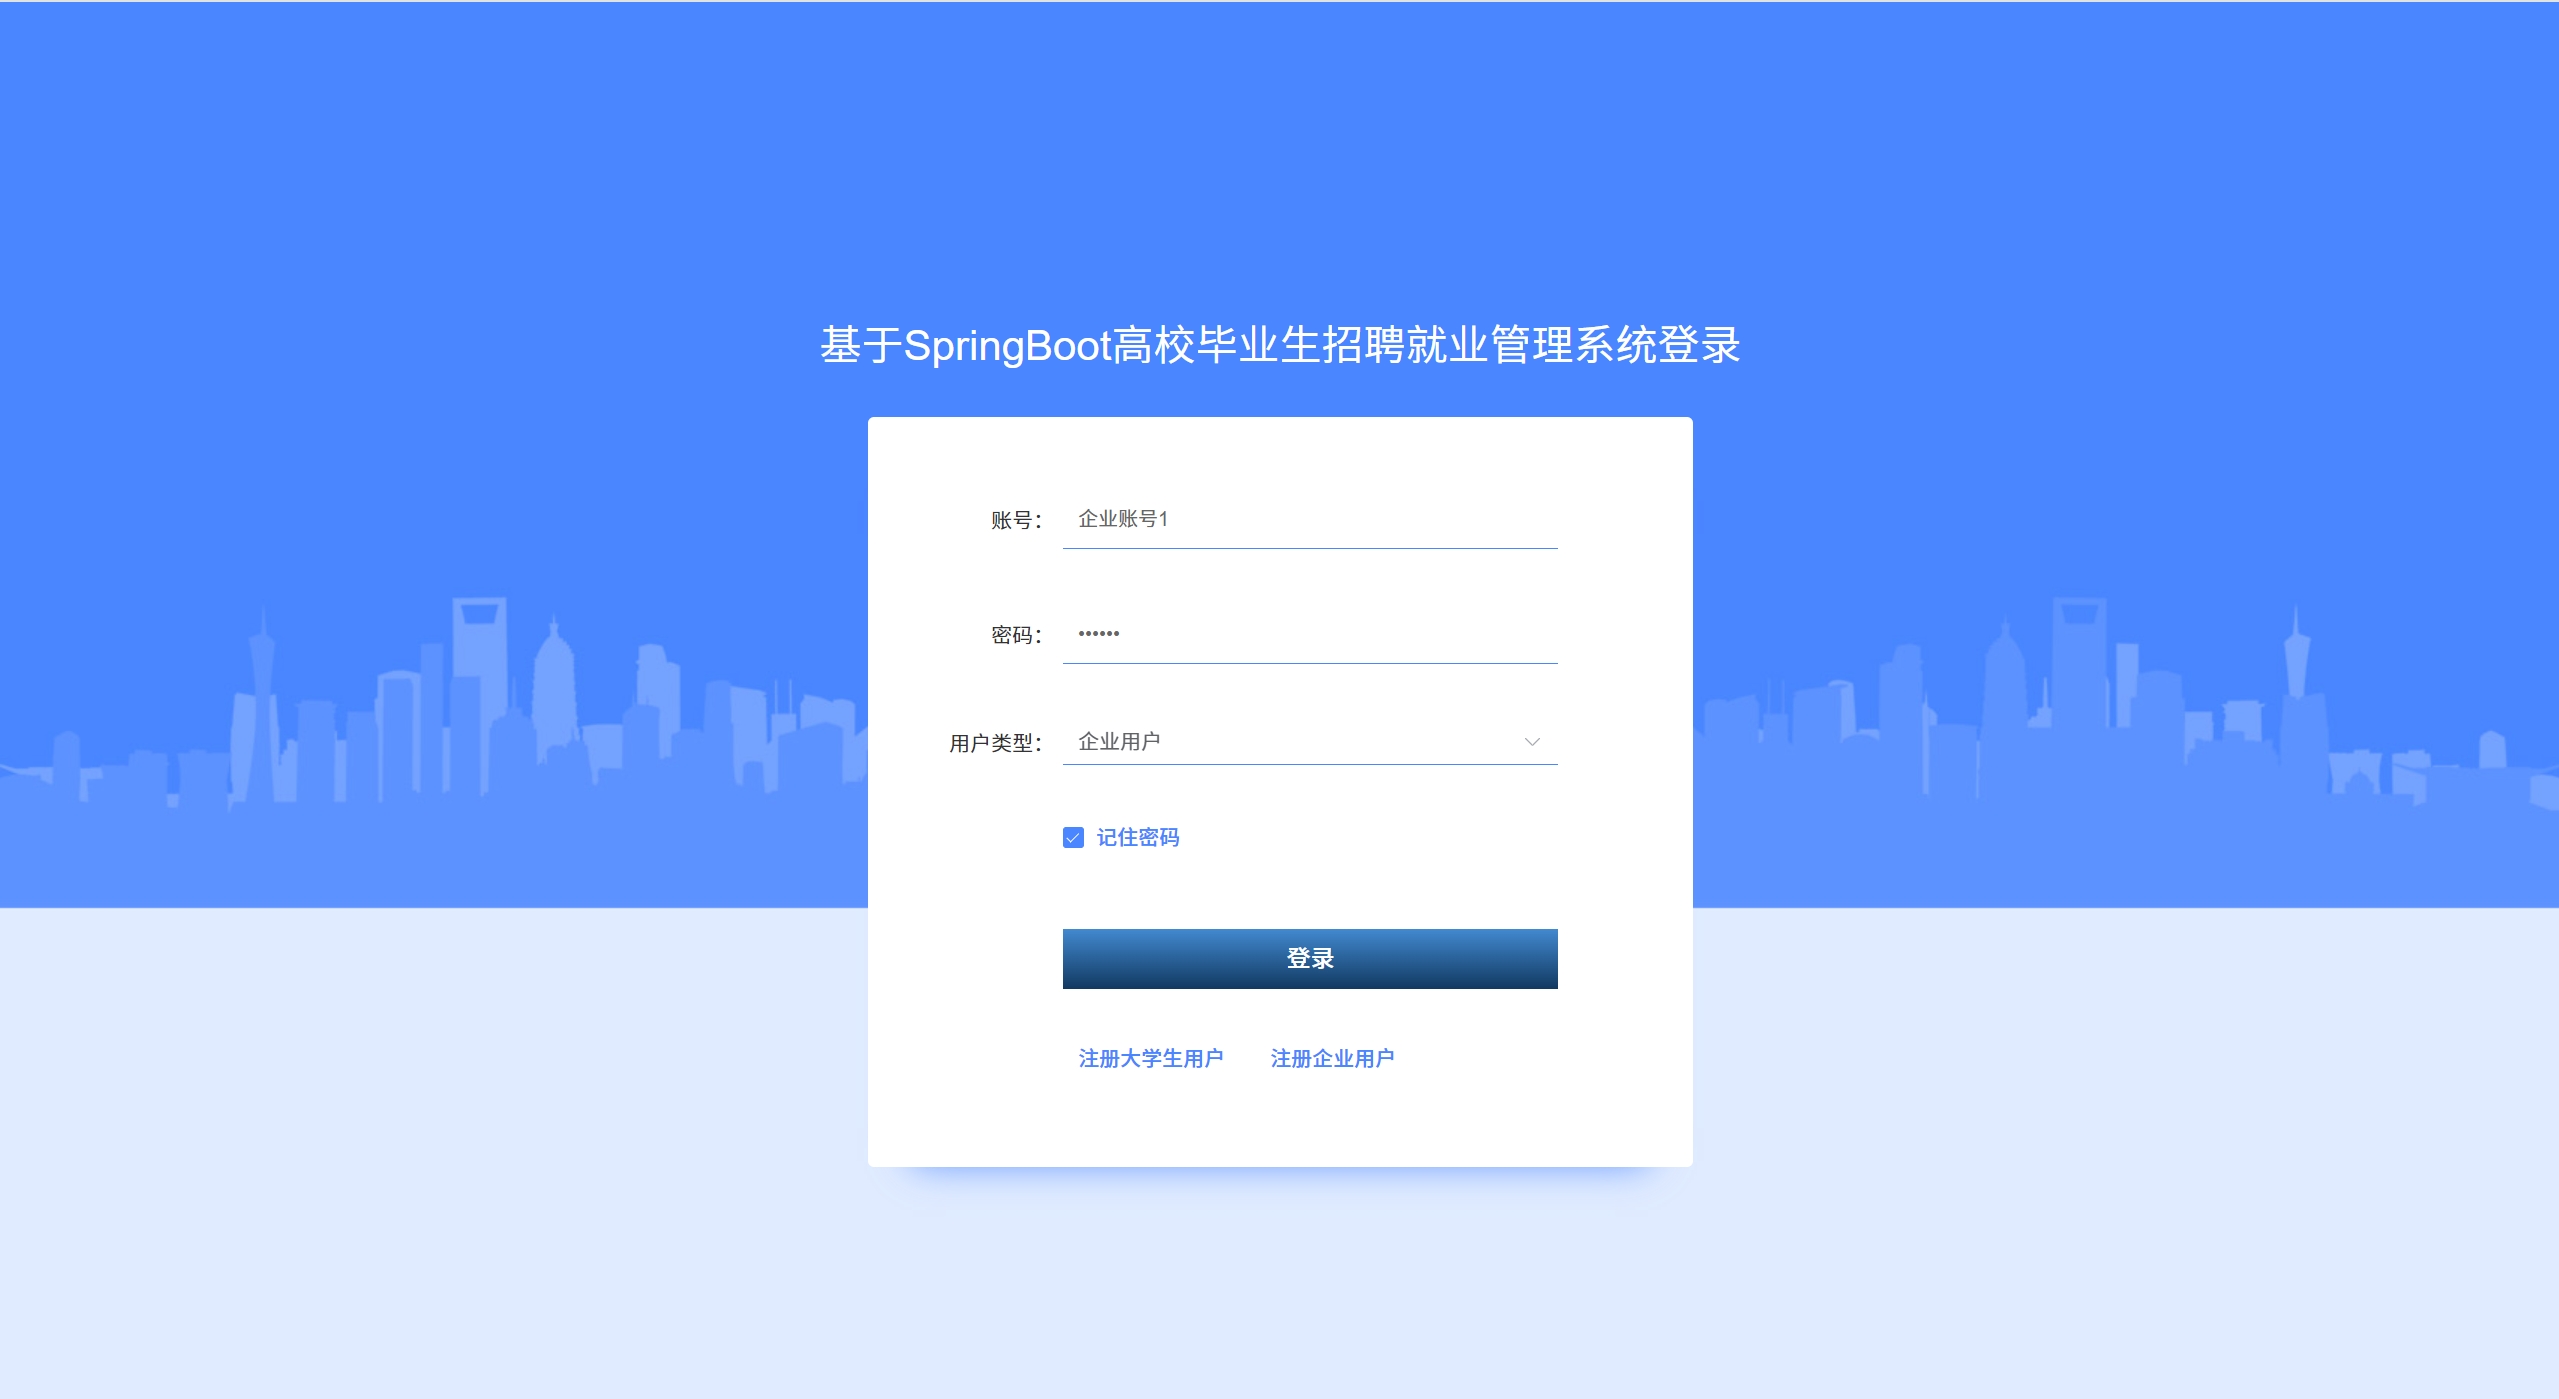 基于SpringBoot高校毕业生招聘就业管理系统登录
账号： 企业账号1
密码： ••••••
用户类型： 企业用户
记住密码
登录
注册大学生用户 注册企业用户